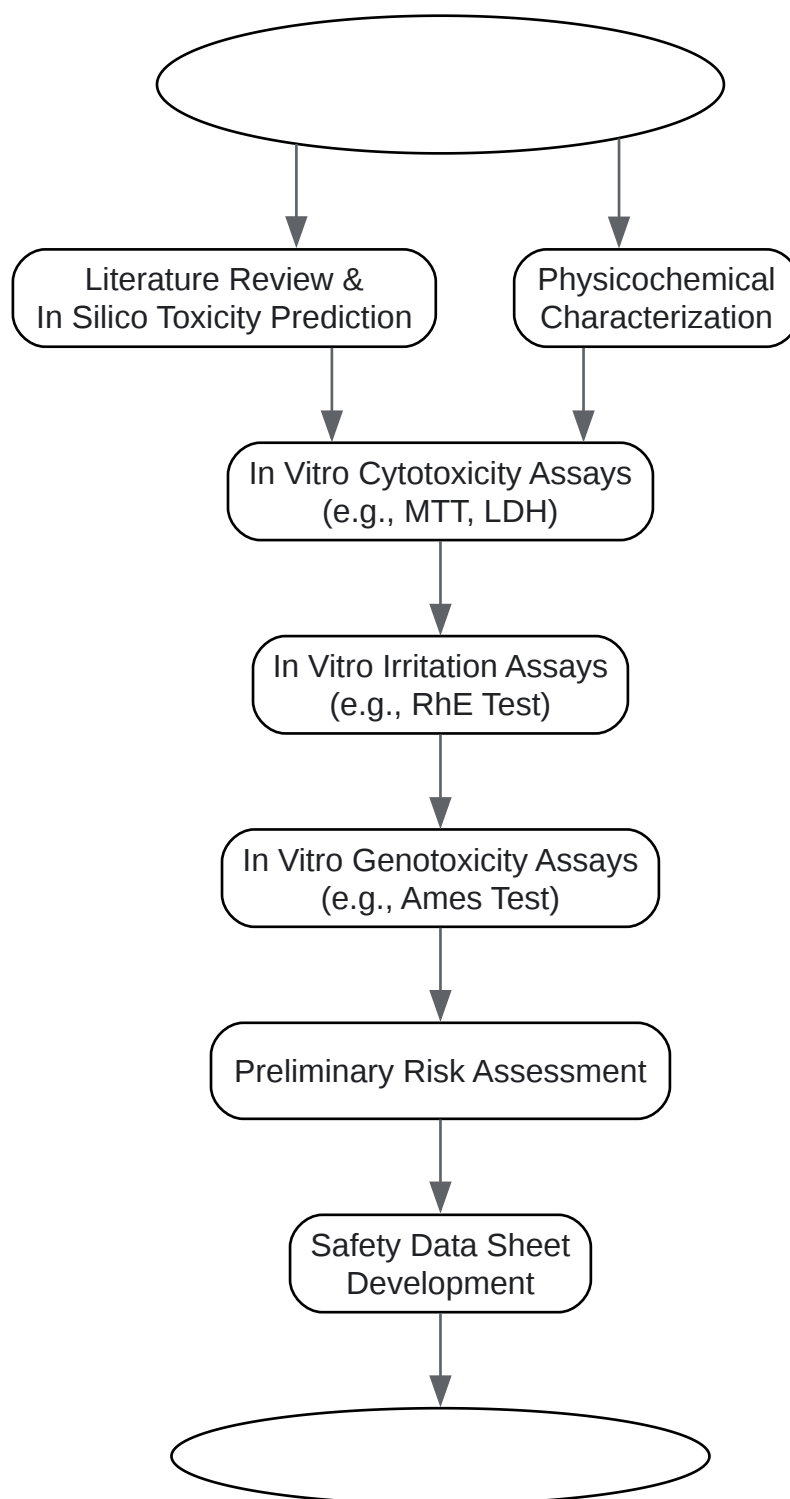 Literature Review &
In Silico Toxicity Prediction
Physicochemical
Characterization
In Vitro Cytotoxicity Assays
(e.g., MTT, LDH)
In Vitro Irritation Assays
(e.g., RhE Test)
In Vitro Genotoxicity Assays
(e.g., Ames Test)
Preliminary Risk Assessment
Safety Data Sheet
Development